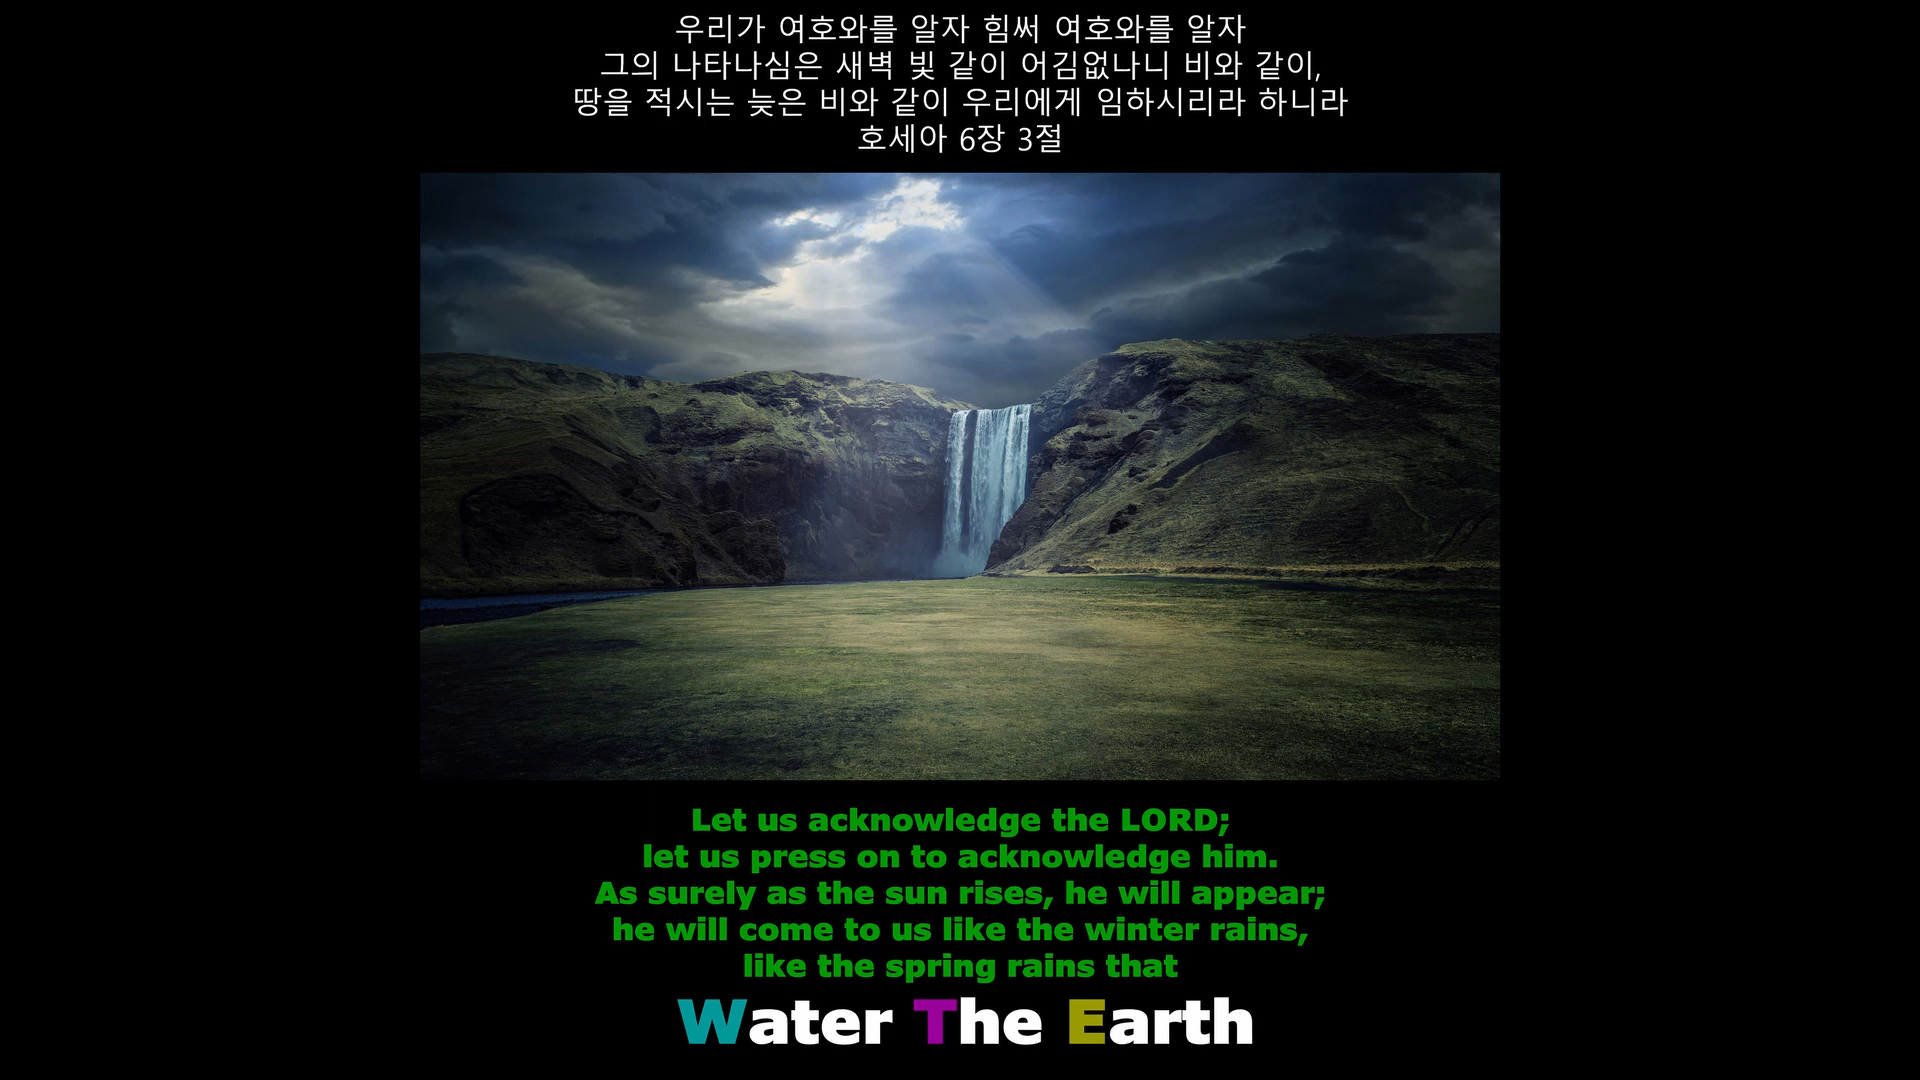 우리가 여호와를 알자 힘써 여호와를 알자
그의 나타나심은 새벽 빛 같이 어김없나니 비와 같이,
땅을 적시는 늦은 비와 같이 우리에게 임하시리라 하니라
호세아 6장 3절
Let us acknowledge the LORD;
let us press on to acknowledge him.
As surely as the sun rises, he will appear;
he will come to us like the winter rains,
like the spring rains that
Water The Earth